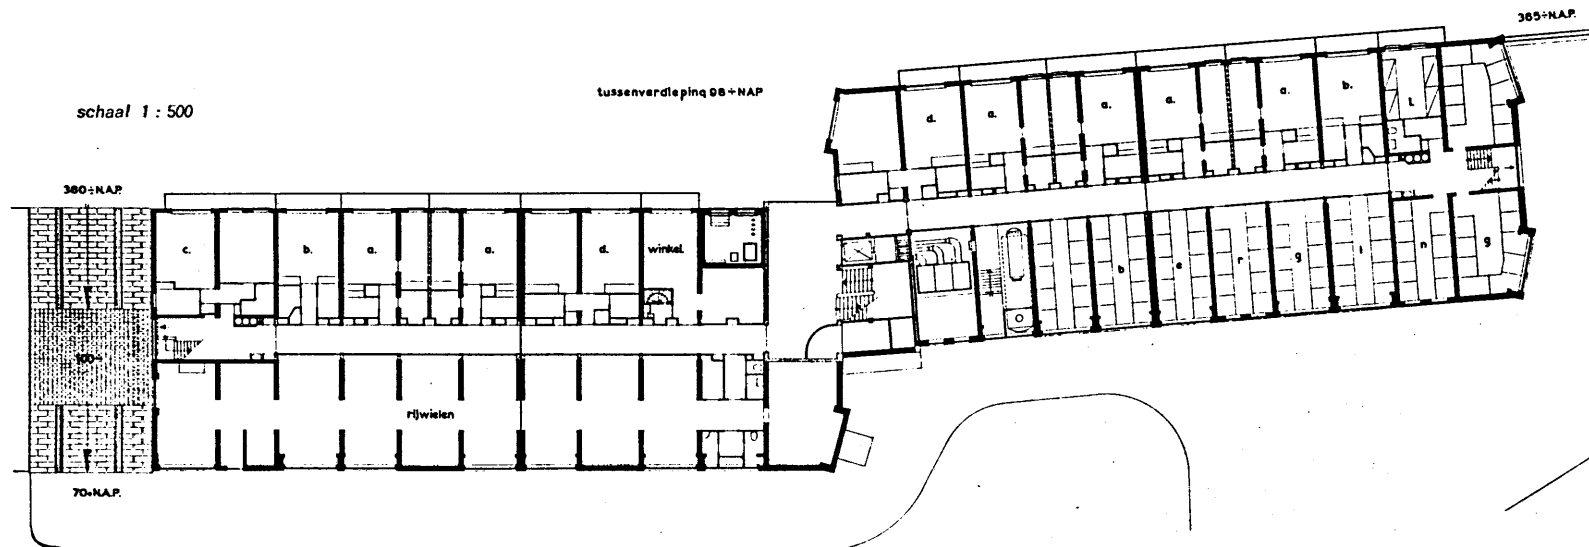 365÷N.A.P.
tussenverdieping 98÷NAP
schaal 1 : 500
d. a. a. a. a. b. l.
360÷N.A.P.
c. b. a. a. d. winkel.
b e r g i n g
100÷
rijwielen
70+N.A.P.